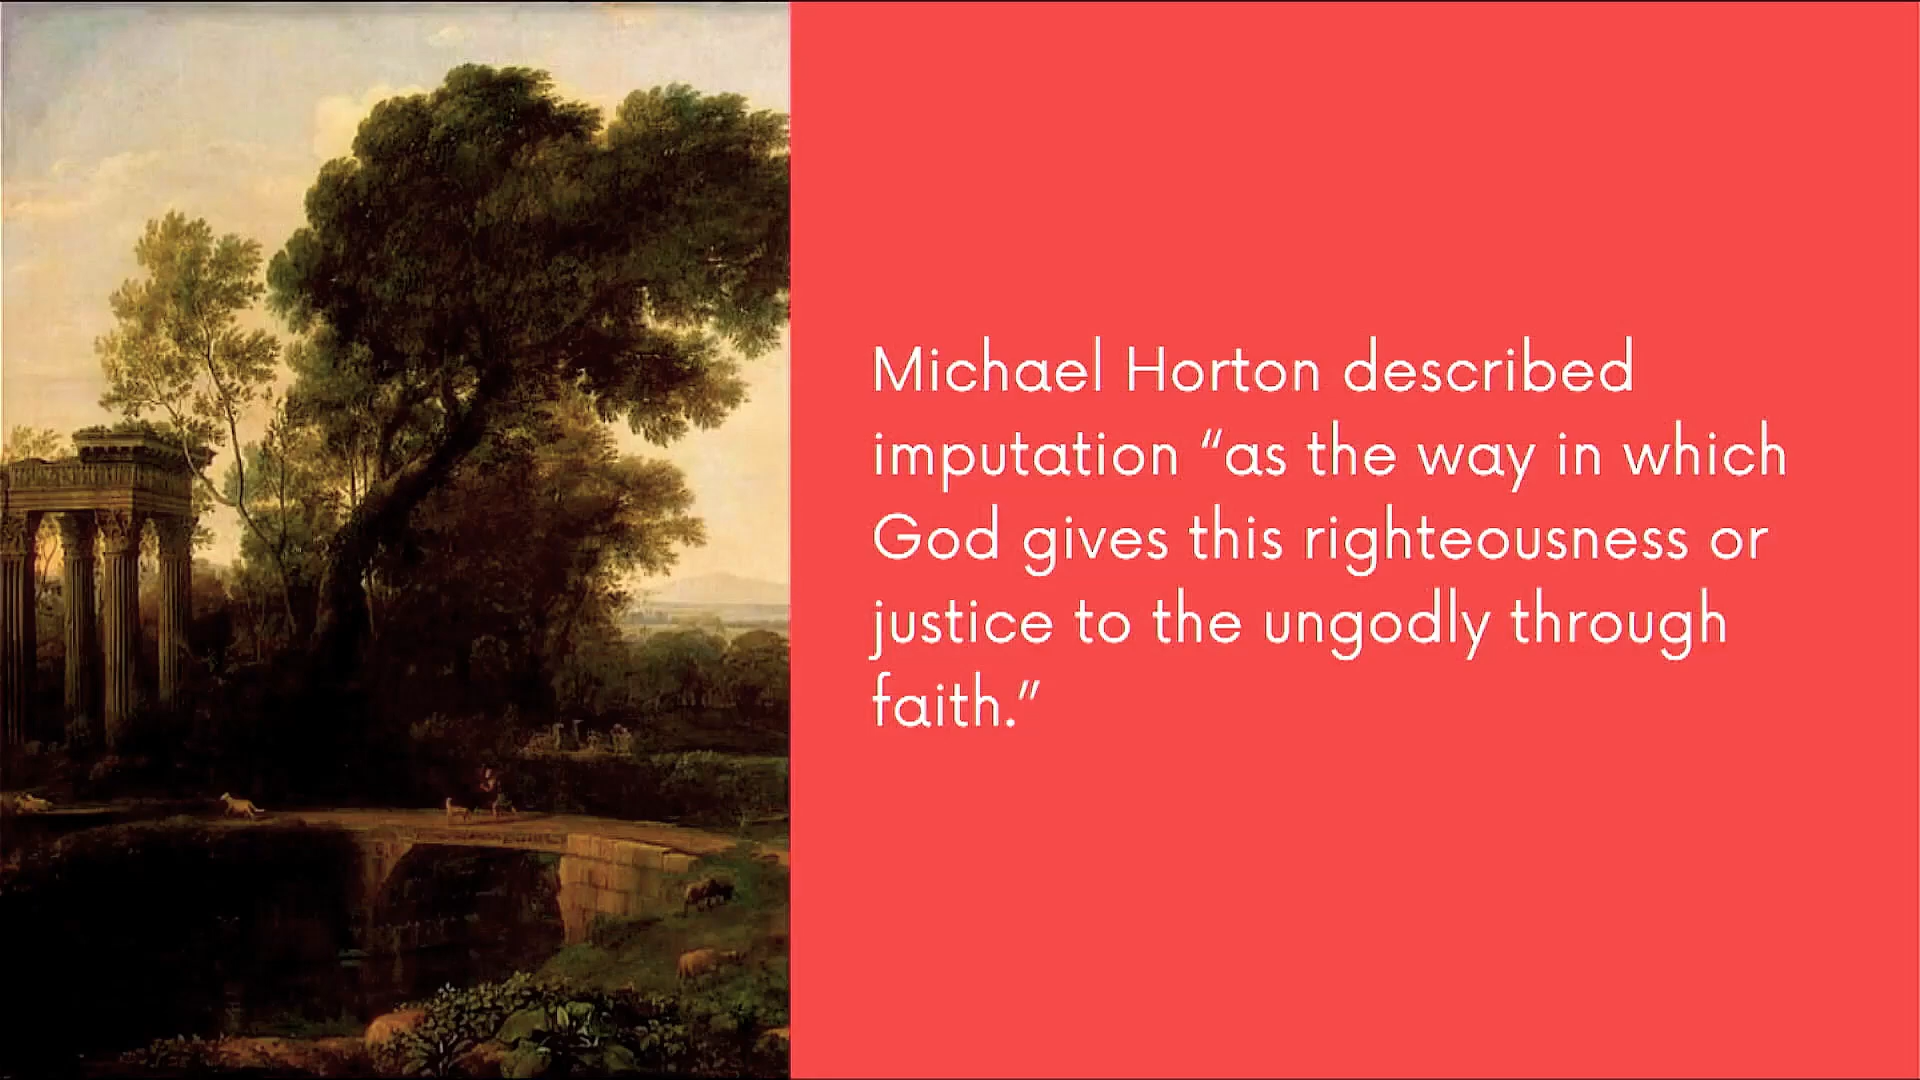 Michael Horton described
imputation “as the way in which
God gives this righteousness or
justice to the ungodly through
faith.”